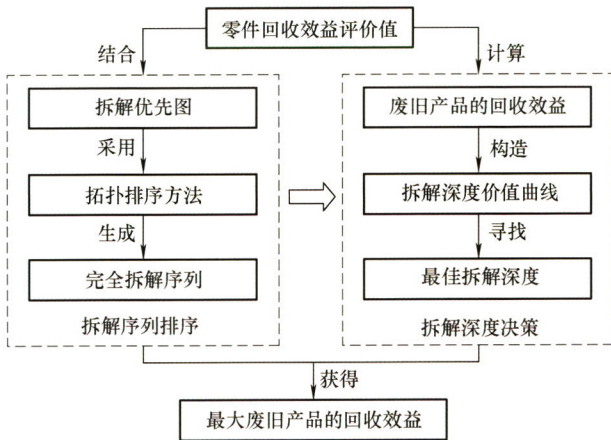 零件回收效益评价值
结合
计算
拆解优先图
采用
拓扑排序方法
生成
完全拆解序列
拆解序列排序
废旧产品的回收效益
构造
拆解深度价值曲线
寻找
最佳拆解深度
拆解深度决策
获得
最大废旧产品的回收效益